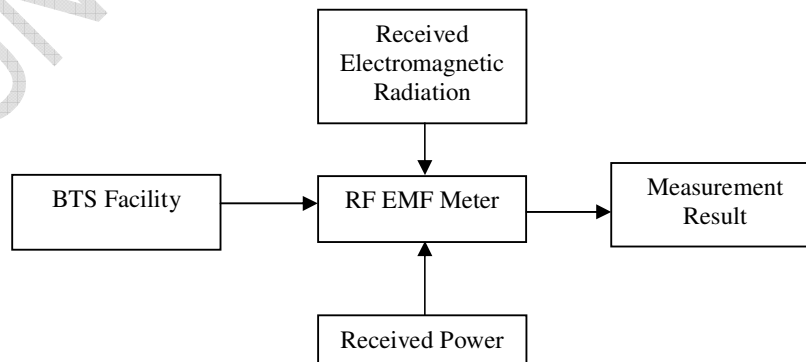 Received
Electromagnetic
Radiation
BTS Facility
RF EMF Meter
Measurement
Result
Received Power